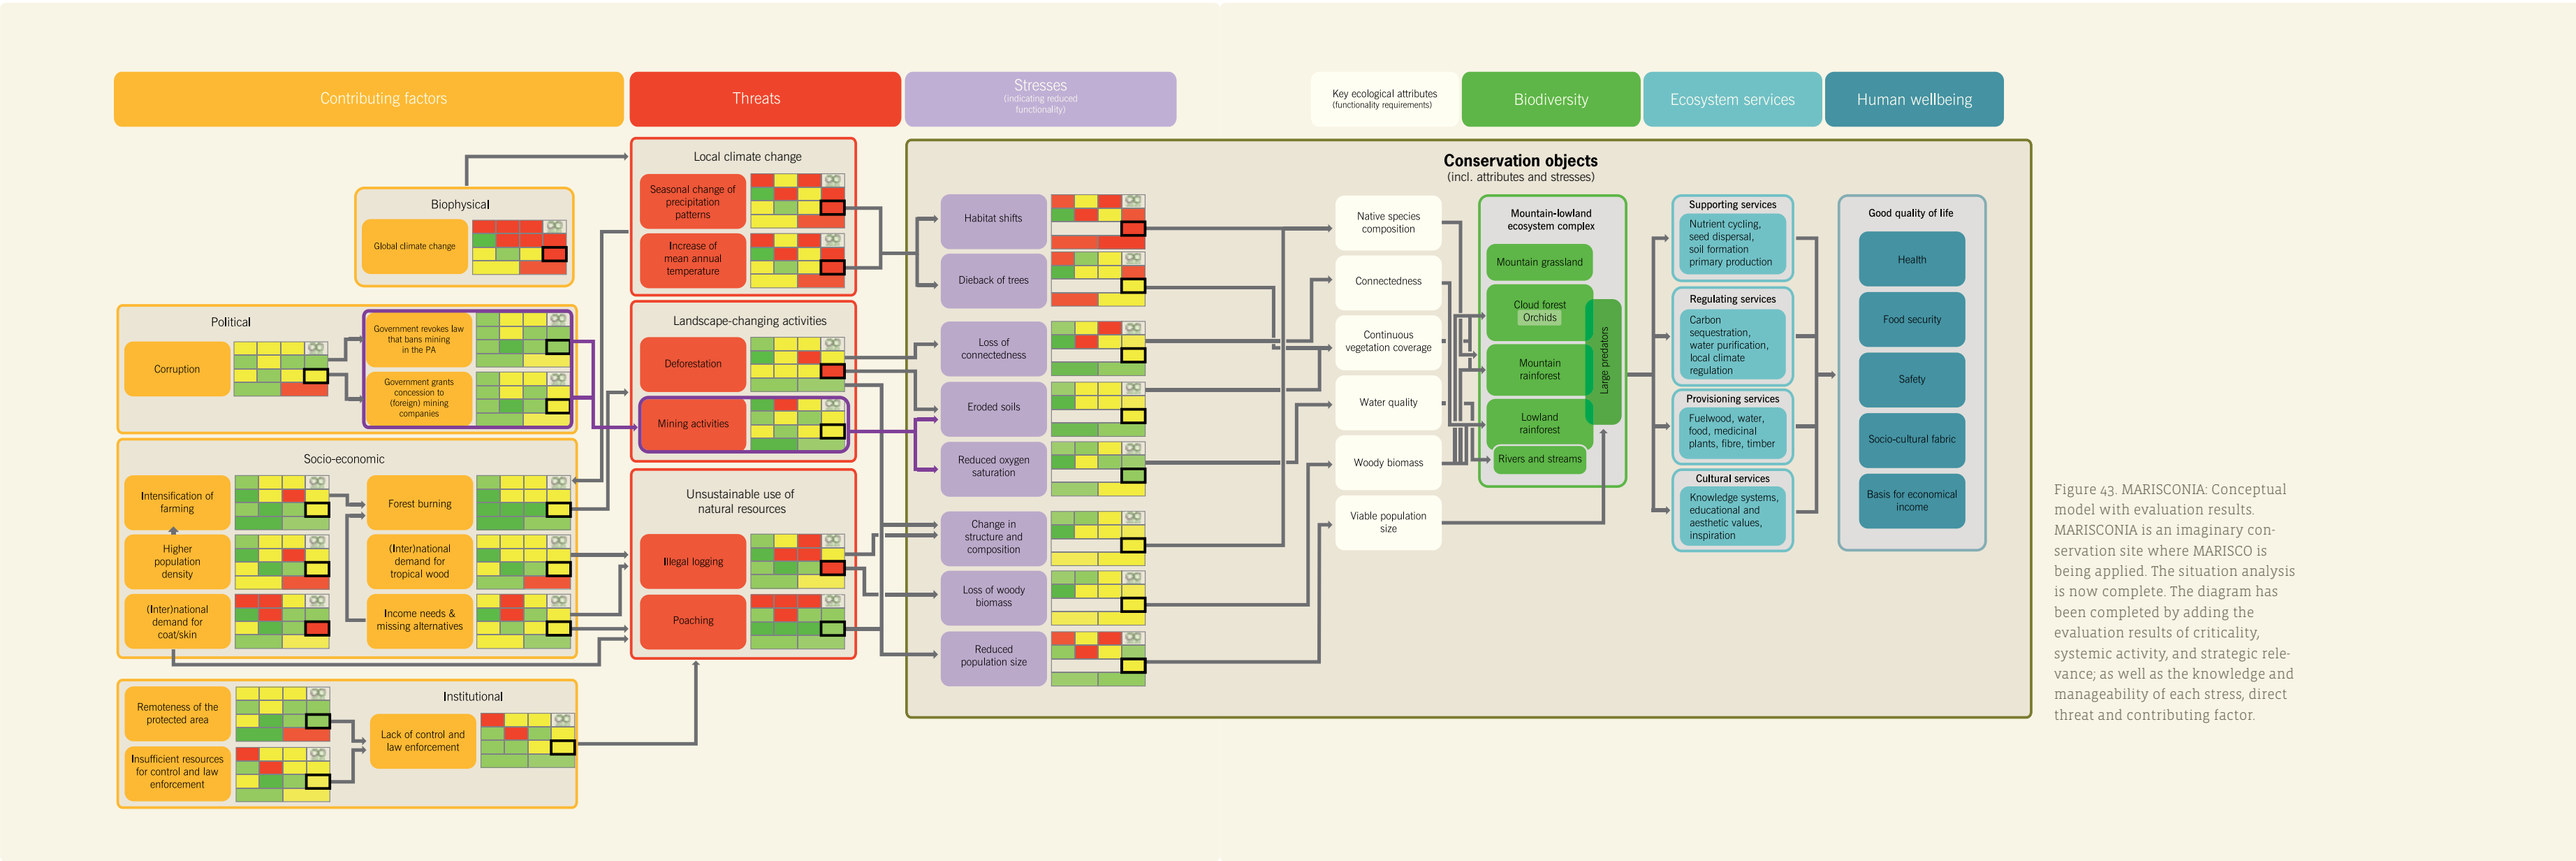 Contributing factors
Threats
Stresses
(indicating reduced
functionality)
Key ecological attributes
(functionality requirements)
Biodiversity
Ecosystem services
Human wellbeing
Biophysical
Global climate change
Political
Corruption
Government revokes law
that bans mining
in the PA
Government grants
concession to
(foreign) mining
companies
Socio-economic
Intensification of
farming
Forest burning
Higher
population
density
(Inter)national
demand for
tropical wood
(Inter)national
demand for
coat/skin
Income needs &
missing alternatives
Institutional
Remoteness of the
protected area
Lack of control and
law enforcement
Insufficient resources
for control and law
enforcement
Local climate change
Seasonal change of
precipitation
patterns
Increase of
mean annual
temperature
Landscape-changing activities
Deforestation
Mining activities
Unsustainable use of
natural resources
Illegal logging
Poaching
Conservation objects
(incl. attributes and stresses)
Habitat shifts
Dieback of trees
Loss of
connectedness
Eroded soils
Reduced oxygen
saturation
Change in
structure and
composition
Loss of woody
biomass
Reduced
population size
Native species
composition
Connectedness
Continuous
vegetation coverage
Water quality
Woody biomass
Viable population
size
Mountain-lowland
ecosystem complex
Mountain grassland
Cloud forest
Orchids
Mountain
rainforest
Lowland
rainforest
Rivers and streams
Large predators
Supporting services
Nutrient cycling,
seed dispersal,
soil formation
primary production
Regulating services
Carbon
sequestration,
water purification,
local climate
regulation
Provisioning services
Fuelwood, water,
food, medicinal
plants, fibre, timber
Cultural services
Knowledge systems,
educational and
aesthetic values,
inspiration
Good quality of life
Health
Food security
Safety
Socio-cultural fabric
Basis for economical
income
Figure 43. MARISCONIA: Conceptual
model with evaluation results.
MARISCONIA is an imaginary con-
servation site where MARISCO is
being applied. The situation analysis
is now complete. The diagram has
been completed by adding the
evaluation results of criticality,
systemic activity, and strategic rele-
vance; as well as the knowledge and
manageability of each stress, direct
threat and contributing factor.